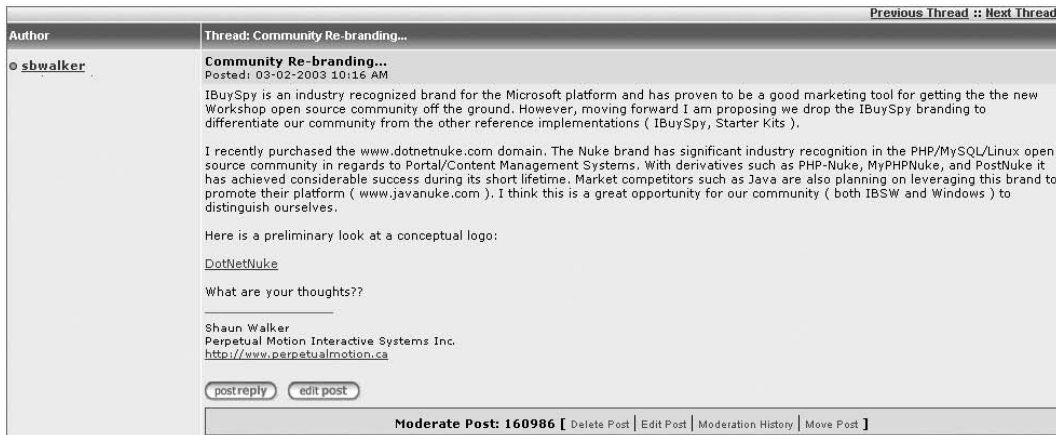 Previous Thread :: Next Thread
Author
Thread: Community Re-branding...
sbwalker
Community Re-branding...
Posted: 03-02-2003 10:16 AM
IBuySpy is an industry recognized brand for the Microsoft platform and has proven to be a good marketing tool for getting the the new
Workshop open source community off the ground. However, moving forward I am proposing we drop the IBuySpy branding to
differentiate our community from the other reference implementations ( IBuySpy, Starter Kits ).
I recently purchased the www.dotnetnuke.com domain. The Nuke brand has significant industry recognition in the PHP/MySQL/Linux open
source community in regards to Portal/Content Management Systems. With derivatives such as PHP-Nuke, MyPHPNuke, and PostNuke it
has achieved considerable success during its short lifetime. Market competitors such as Java are also planning on leveraging this brand to
promote their platform ( www.javanuke.com ). I think this is a great opportunity for our community ( both IBSW and Windows ) to
distinguish ourselves.
Here is a preliminary look at a conceptual logo:
DotNetNuke
What are your thoughts??
Shaun Walker
Perpetual Motion Interactive Systems Inc.
http://www.perpetualmotion.ca
post reply
edit post
Moderate Post: 160986 [ Delete Post | Edit Post | Moderation History | Move Post ]